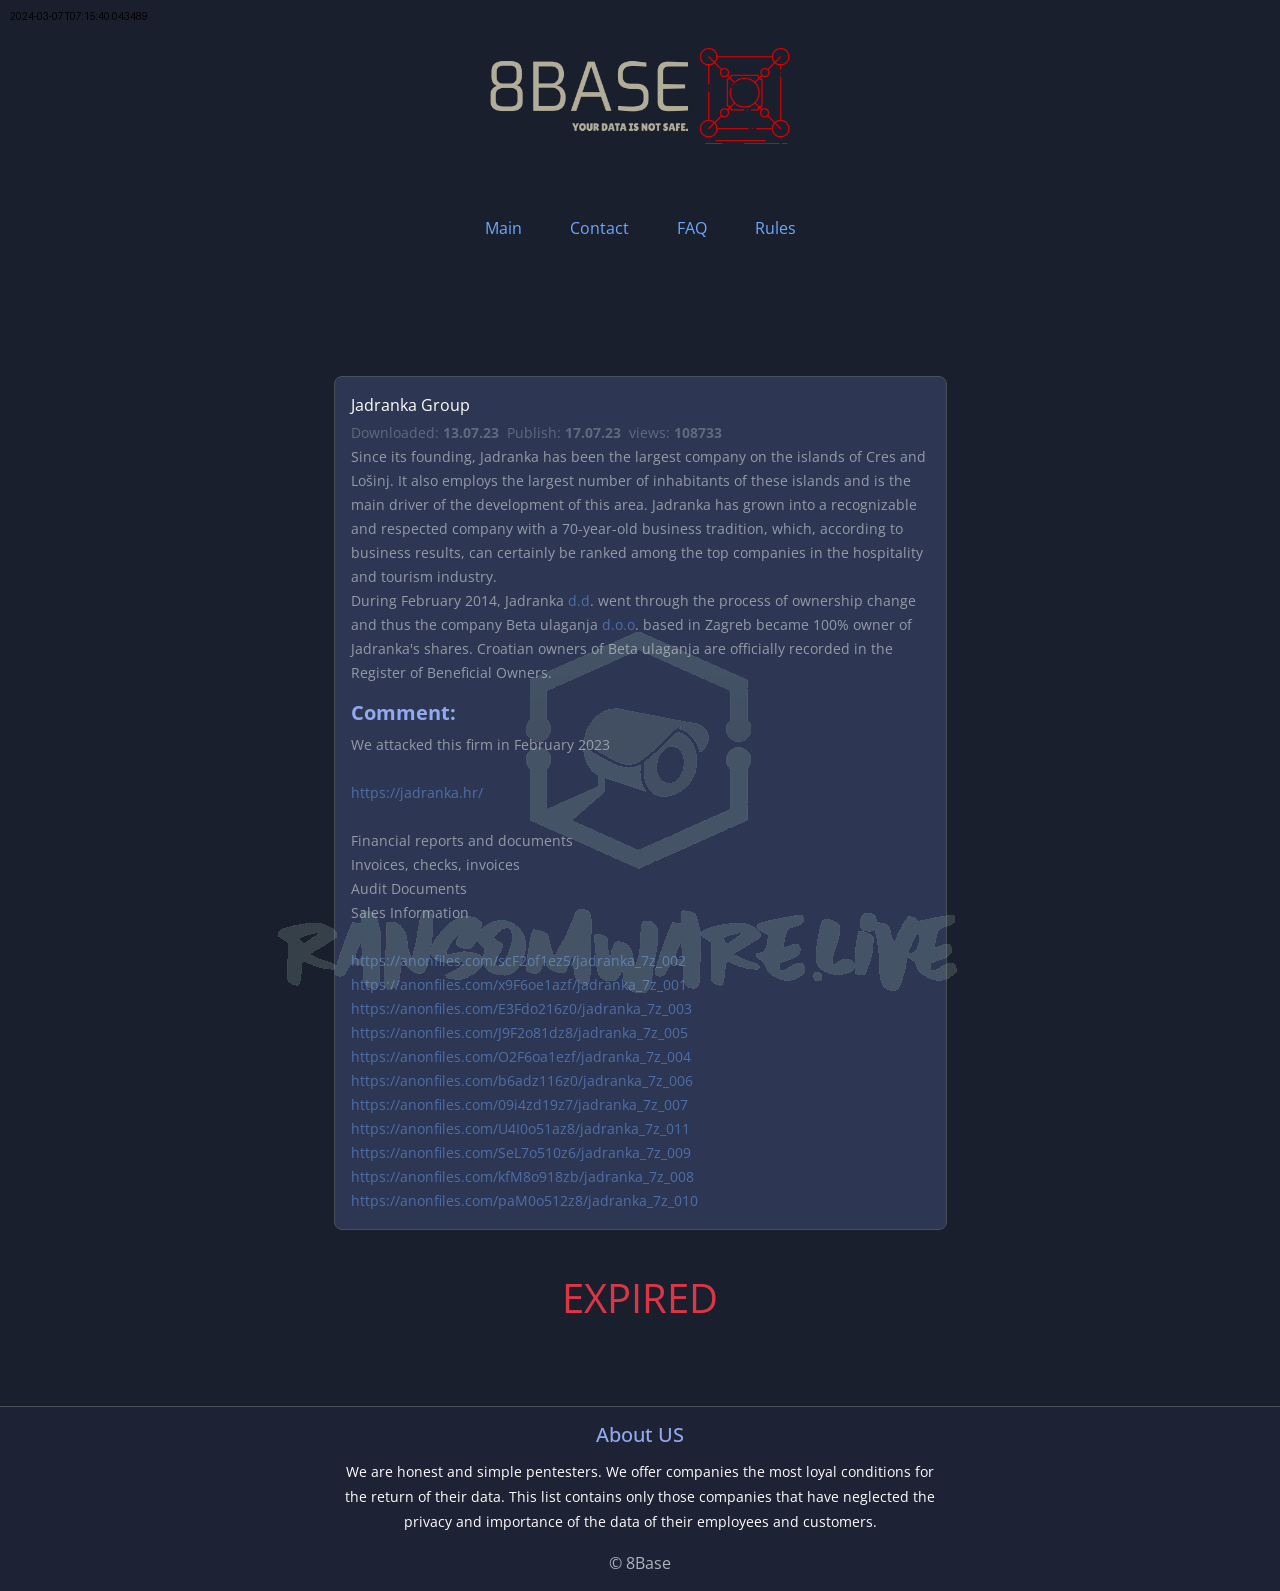 2024-03-07T07:15:40.043489
8BASE
YOUR DATA IS NOT SAFE.
Main Contact FAQ Rules
Jadranka Group
Downloaded: 13.07.23 Publish: 17.07.23 views: 108733
Since its founding, Jadranka has been the largest company on the islands of Cres and
Lošinj. It also employs the largest number of inhabitants of these islands and is the
main driver of the development of this area. Jadranka has grown into a recognizable
and respected company with a 70-year-old business tradition, which, according to
business results, can certainly be ranked among the top companies in the hospitality
and tourism industry.
During February 2014, Jadranka d.d. went through the process of ownership change
and thus the company Beta ulaganja d.o.o. based in Zagreb became 100% owner of
Jadranka's shares. Croatian owners of Beta ulaganja are officially recorded in the
Register of Beneficial Owners.
Comment:
We attacked this firm in February 2023
https://jadranka.hr/
Financial reports and documents
Invoices, checks, invoices
Audit Documents
Sales Information
RANSOMWARE.LIVE
https://anonfiles.com/scF2of1ez5/jadranka_7z_002
https://anonfiles.com/x9F6oe1azf/jadranka_7z_001
https://anonfiles.com/E3Fdo216z0/jadranka_7z_003
https://anonfiles.com/J9F2o81dz8/jadranka_7z_005
https://anonfiles.com/O2F6oa1ezf/jadranka_7z_004
https://anonfiles.com/b6adz116z0/jadranka_7z_006
https://anonfiles.com/09i4zd19z7/jadranka_7z_007
https://anonfiles.com/U4I0o51az8/jadranka_7z_011
https://anonfiles.com/SeL7o510z6/jadranka_7z_009
https://anonfiles.com/kfM8o918zb/jadranka_7z_008
https://anonfiles.com/paM0o512z8/jadranka_7z_010
EXPIRED
About US
We are honest and simple pentesters. We offer companies the most loyal conditions for
the return of their data. This list contains only those companies that have neglected the
privacy and importance of the data of their employees and customers.
© 8Base